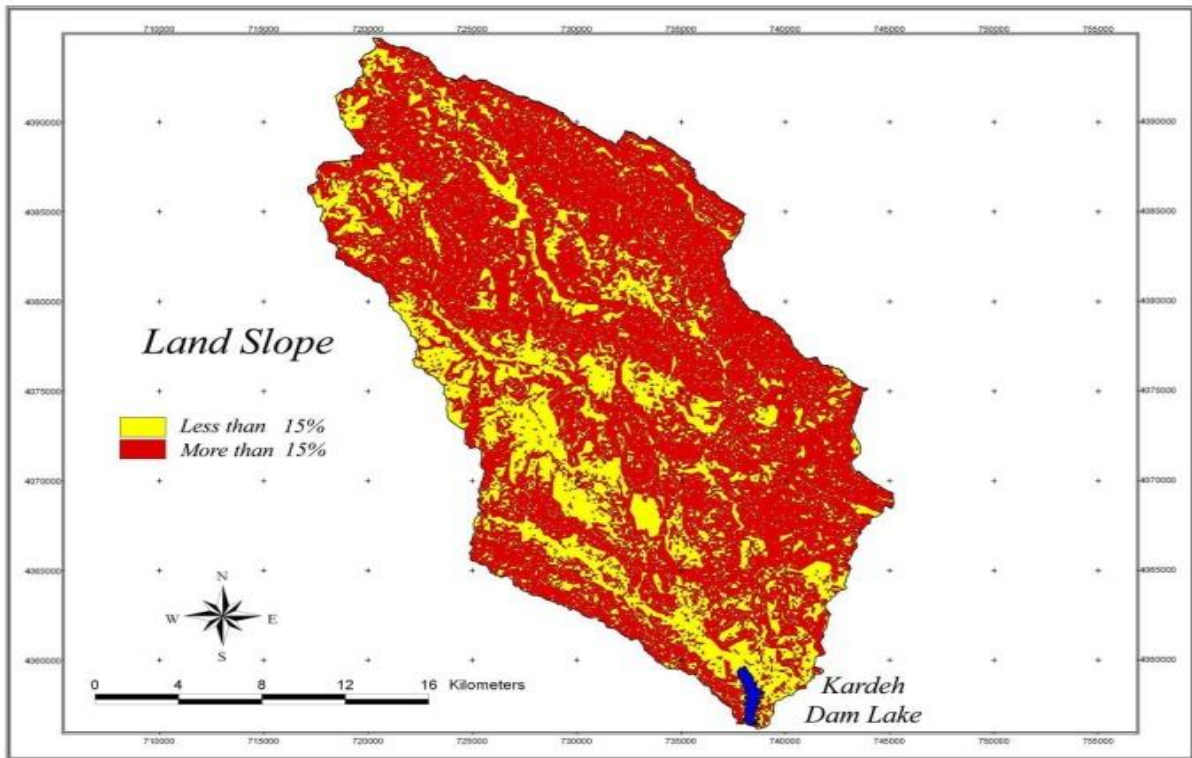 710000 715000 720000 725000 730000 735000 740000 745000 750000 755000
4090000 4090000
4085000 4085000
4080000 4080000
Land Slope
4075000 4075000
Less than 15%
More than 15%
4070000 4070000
4065000 4065000
N
W E
S
4060000 4060000
0 4 8 12 16 Kilometers
Kardeh
Dam Lake
710000 715000 720000 725000 730000 735000 740000 745000 750000 755000